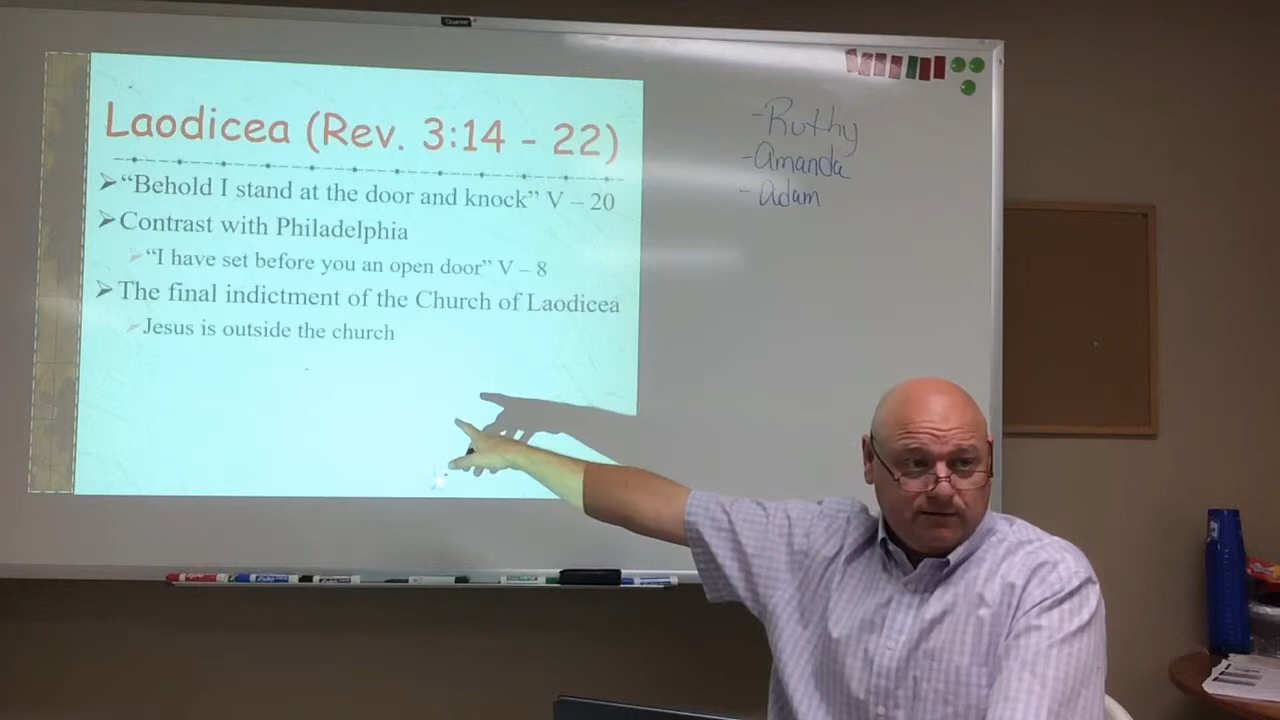 Laodicea (Rev. 3:14 - 22)
“Behold I stand at the door and knock” V – 20
Contrast with Philadelphia
“I have set before you an open door” V – 8
The final indictment of the Church of Laodicea
Jesus is outside the church
-Ruthy
-Amanda
- Adam
Quartet